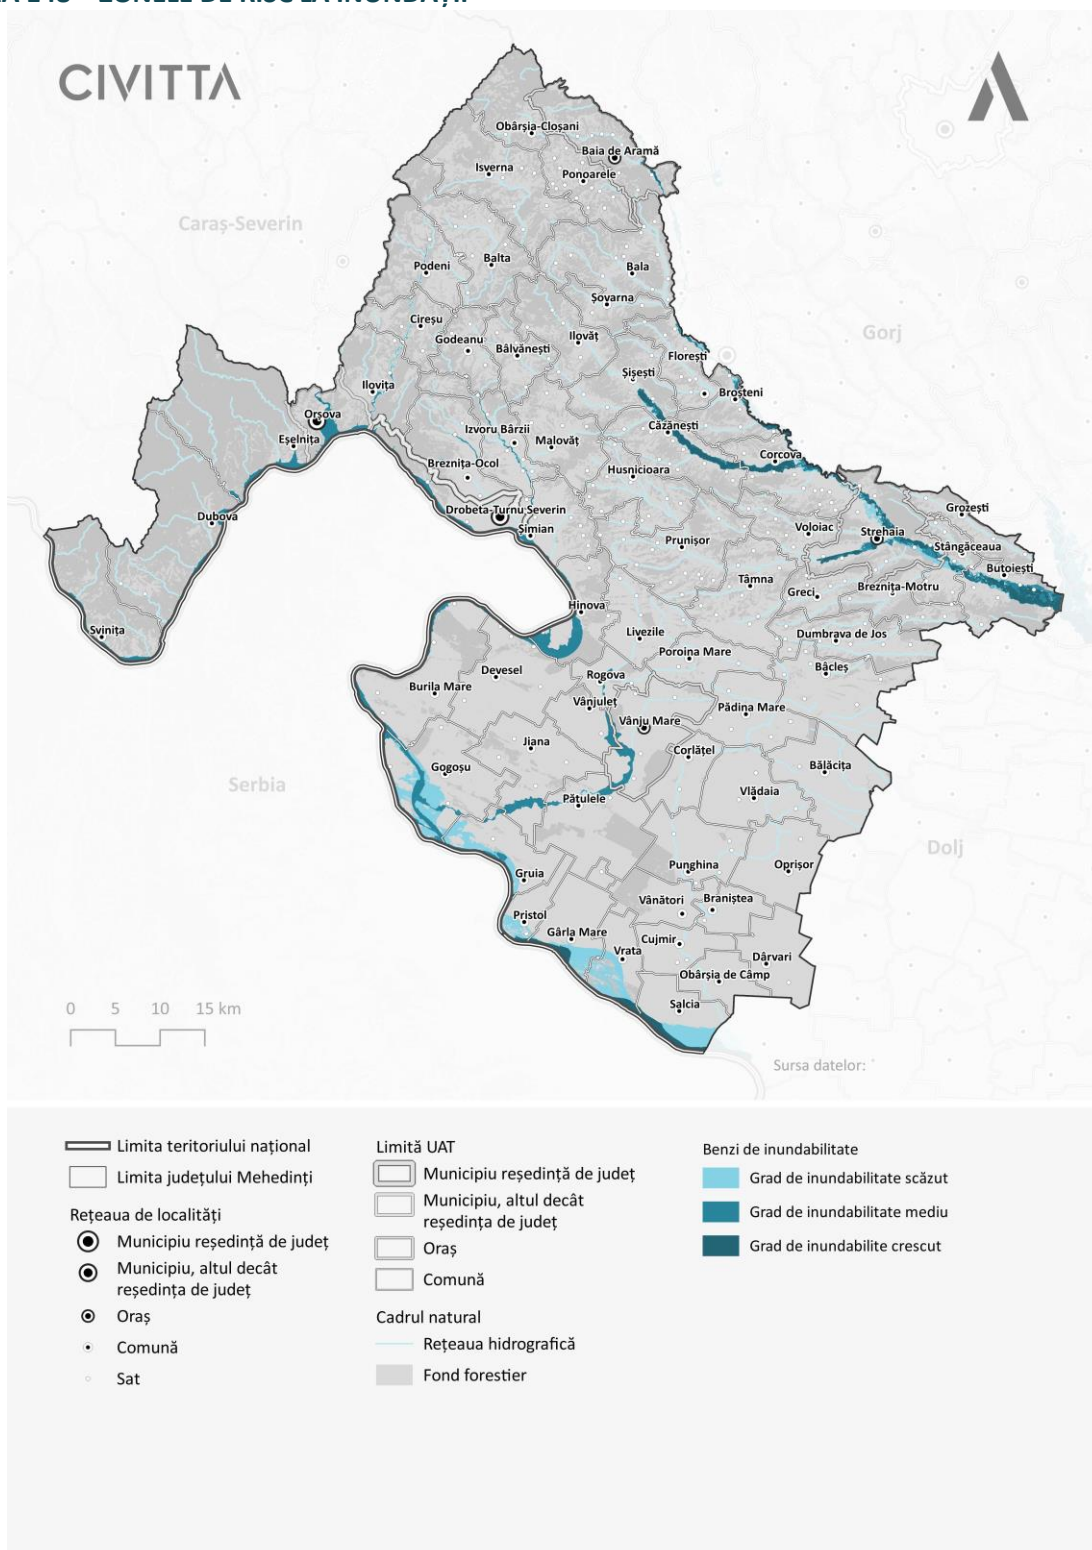 ZONELE DE RISC LA INUNDAȚII
CIVITTA
Obârșia-Cloșani
Baia de Aramă
Isverna
Ponoarele
Caraș-Severin
Balta
Podeni
Bala
Șovarna
Cireșu
Gorj
Godeanu
Ilovăț
Bâlvănești
Florești
Șișești
Ilovița
Broșteni
Orșova
Căzănești
Izvoru Bârzii
Eșelnița
Malovăț
Corcova
Breznița-Ocol
Husnicioara
Grozești
Drobeta-Turnu Severin
Dubova
Voloiac
Strehaia
Șimian
Prunișor
Stângăceaua
Butoiești
Tâmna
Breznița-Motru
Greci
Hinova
Svinița
Livezile
Dumbrava de Jos
Poroina Mare
Bâcleș
Devesel
Rogova
Burila Mare
Vânjuleț
Pădina Mare
Vânju Mare
Jiana
Corlățel
Gogoșu
Bălăcița
Serbia
Vlădaia
Pătulele
Dolj
Punghina
Oprișor
Gruia
Vânători
Braniștea
Pristol
Gârla Mare
Cujmir
Vrata
Dârvari
Obârșia de Câmp
Salcia
0 5 10 15 km
Sursa datelor:
Limita teritoriului național
Limita județului Mehedinți
Rețeaua de localități
Municipiu reședință de județ
Municipiu, altul decât
reședința de județ
Oraș
Comună
Sat
Limită UAT
Municipiu reședință de județ
Municipiu, altul decât
reședința de județ
Oraș
Comună
Cadrul natural
Rețeaua hidrografică
Fond forestier
Benzi de inundabilitate
Grad de inundabilitate scăzut
Grad de inundabilitate mediu
Grad de inundabilite crescut